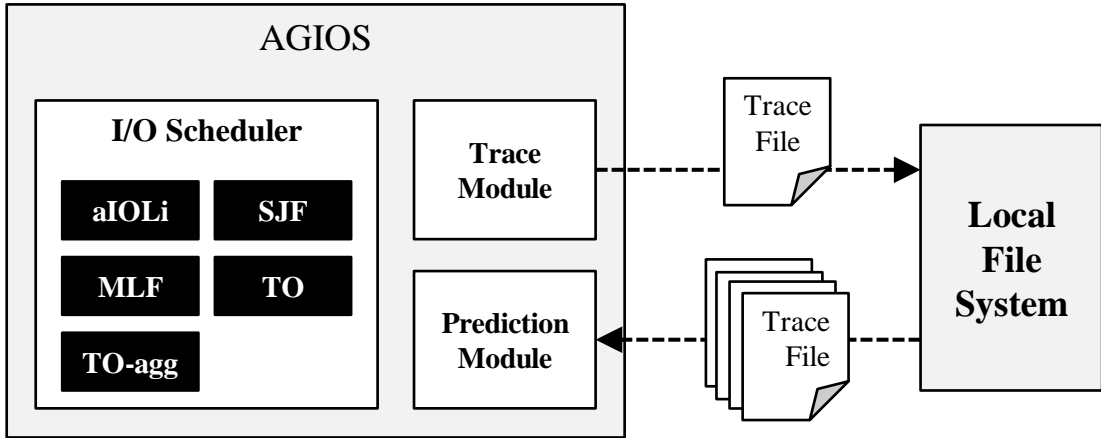 AGIOS
I/O Scheduler
aIOLi
SJF
MLF
TO
TO-agg
Trace
Module
Prediction
Module
Trace
File
Trace
File
Local
File
System